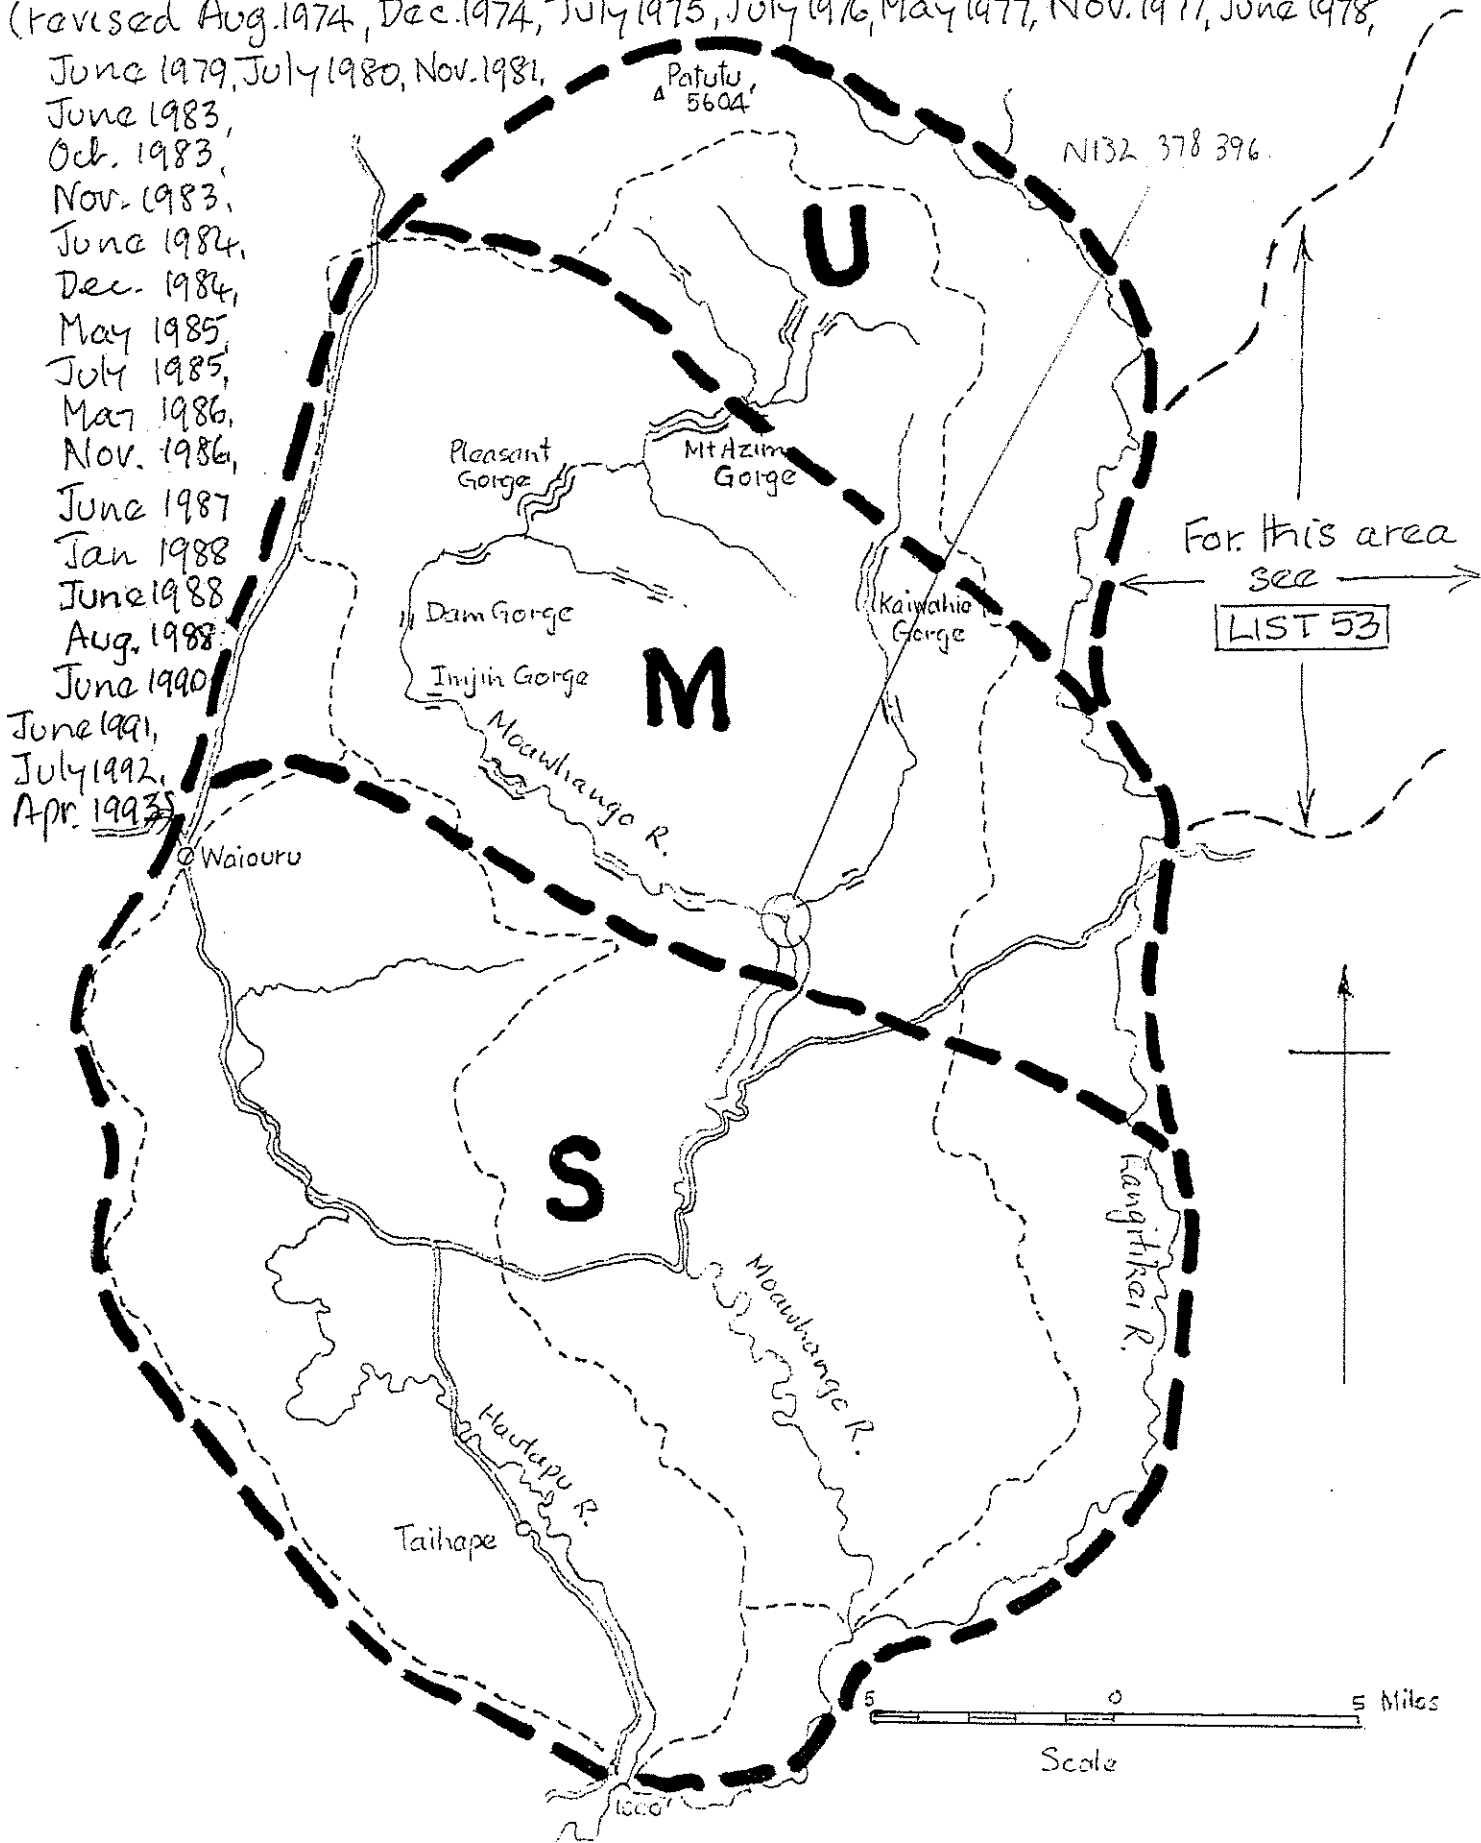 (revised Aug.1974, Dec.1974, July 1975, July 1976, May 1977, Nov.1977, June 1978,
June 1979, July 1980, Nov.1981,
June 1983,
Oct. 1983,
Nov. 1983,
June 1984,
Dec. 1984,
May 1985,
July 1985,
May 1986,
Nov. 1986,
June 1987
Jan 1988
June 1988
Aug. 1988
June 1990
June 1991,
July 1992,
Apr. 1993)
Patutu
5604'
N132 378 396.
U
Pleasant
Gorge
Mt Azim
Gorge
For this area
see
LIST 53
Dam Gorge
Kaiwahie
Gorge
Imjin Gorge
M
Moawhango R.
Waiouru
S
Rangitikei R.
Moawhango R.
Hautapu R.
Taihape
5 0 5 Miles
Scale
1000'